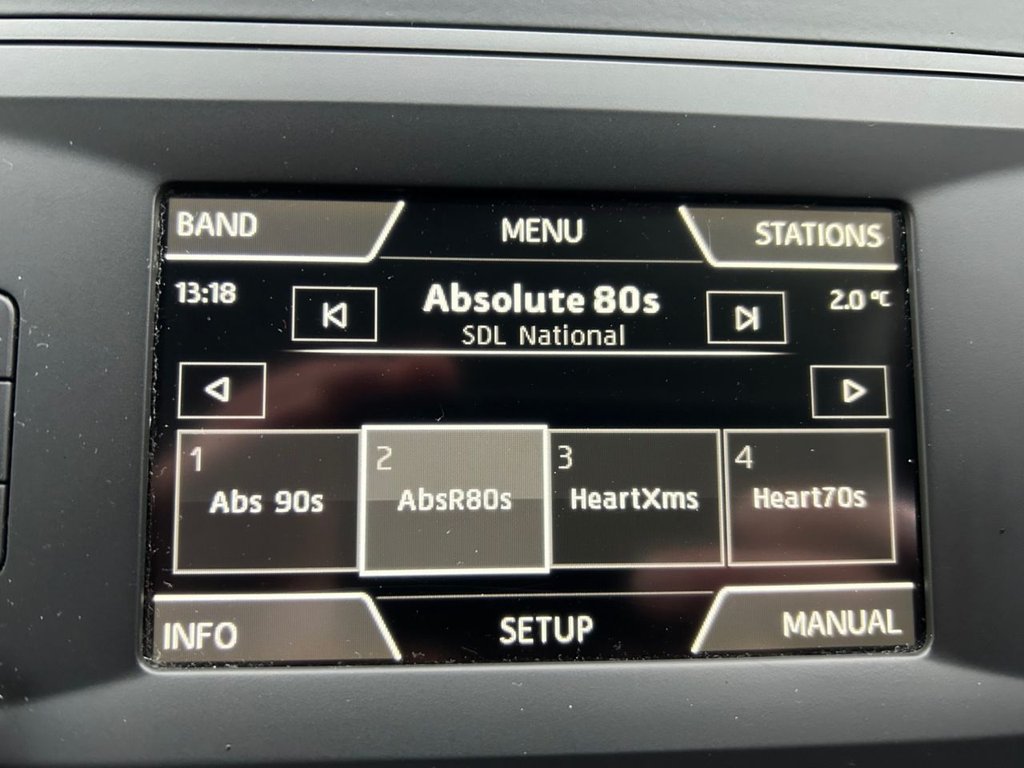 BAND MENU STATIONS
13:18 Absolute 80s 2.0 °C
SDL National
1 2 3 4
Abs 90s AbsR80s HeartXms Heart70s
INFO SETUP MANUAL